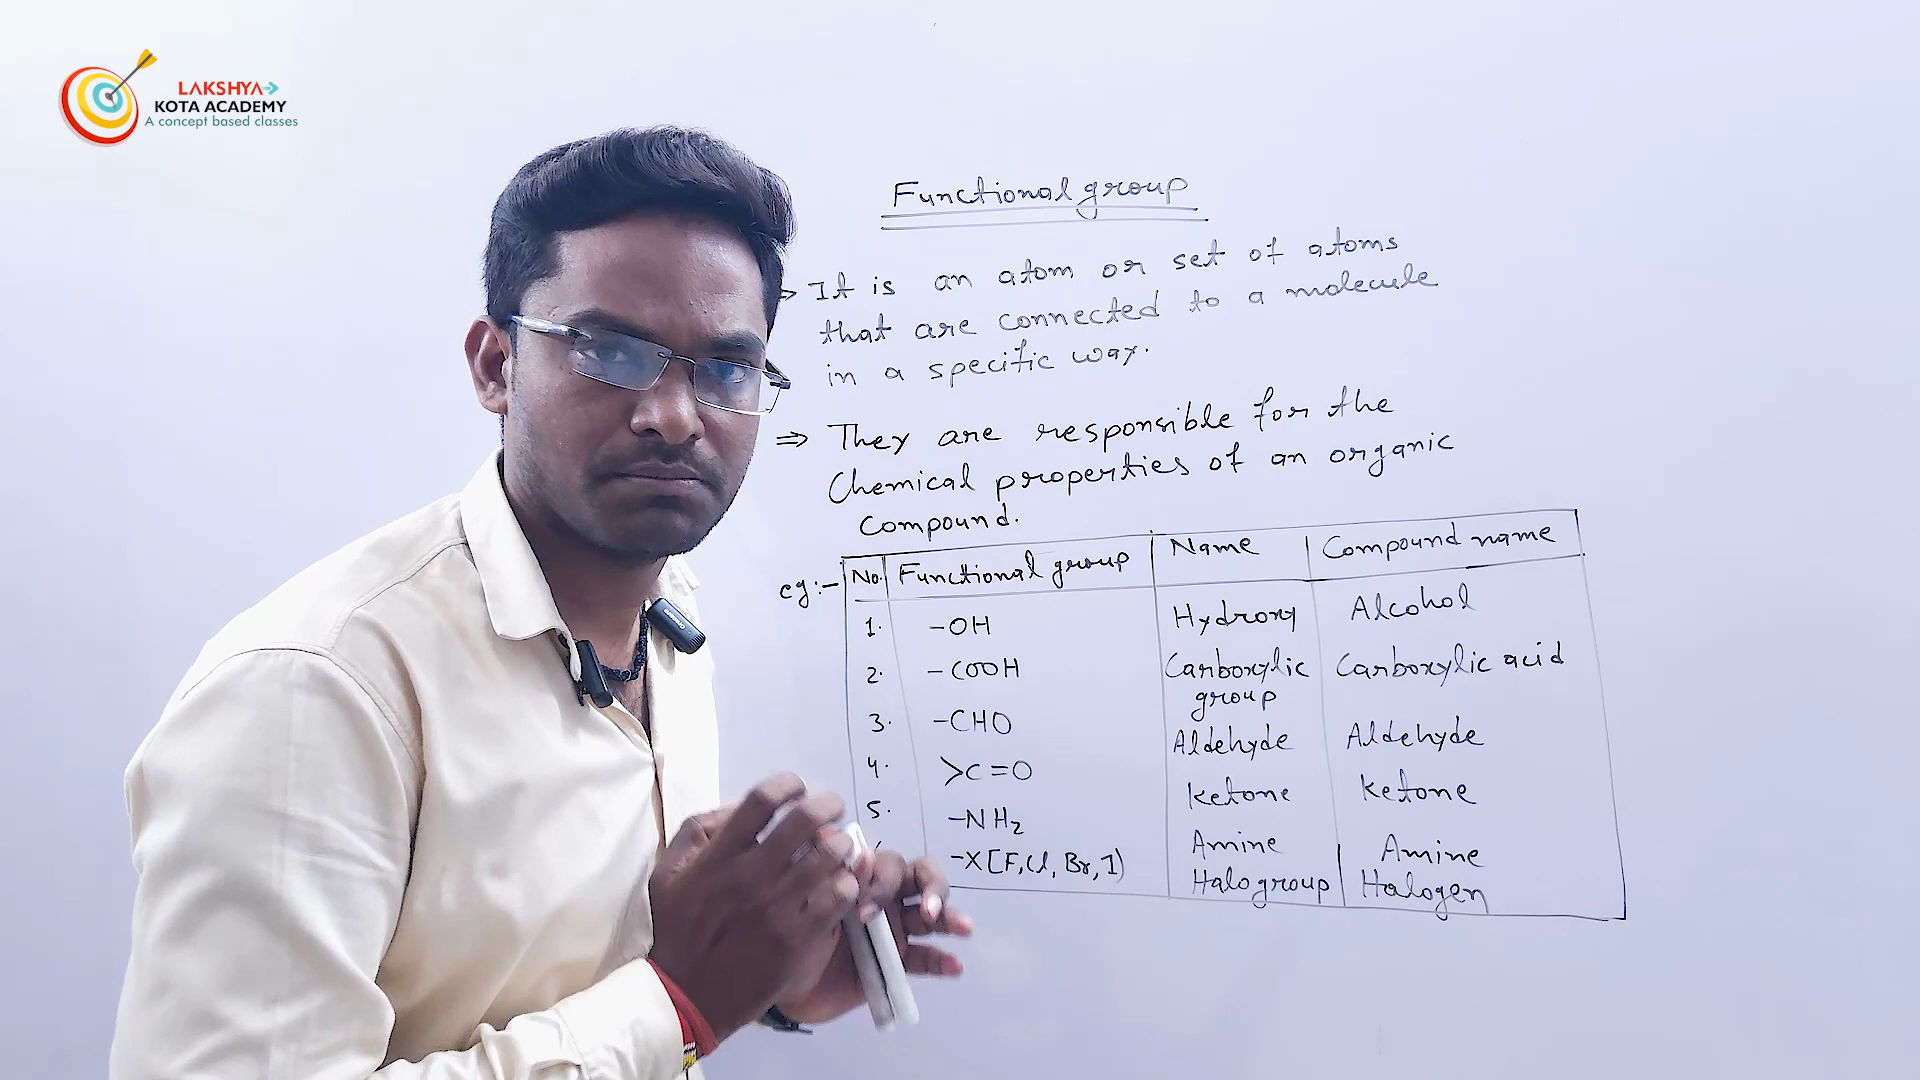 LAKSHYA
KOTA ACADEMY
A concept based classes
Functional group
It is an atom or set of atoms
that are connected to a molecule
in a specific way.
⇒ They are responsible for the
Chemical properties of an organic
Compound.
eg:- No. Functional group Name Compound name
1. -OH Hydroxy Alcohol
2. -COOH Carboxylic group Carboxylic acid
3. -CHO Aldehyde Aldehyde
4. >C=O Ketone Ketone
5. -NH2 Amine Amine
-X[F, Cl, Br, I) Halo group Halogen